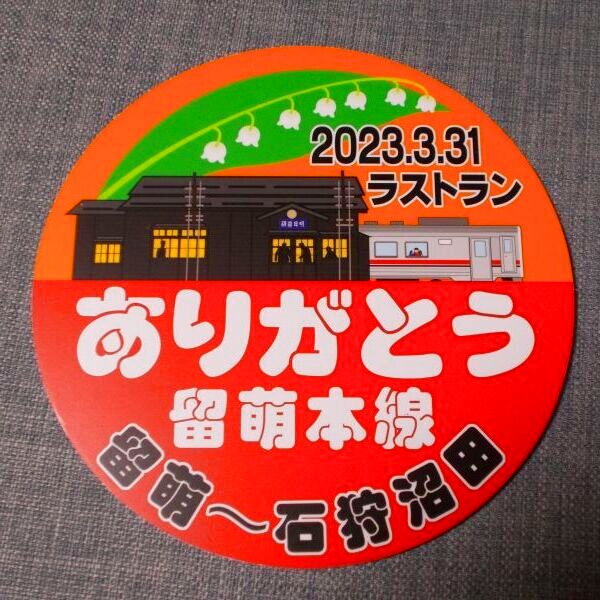 2023.3.31
ラストラン
ありがとう
留萌本線
留萌～石狩沼田